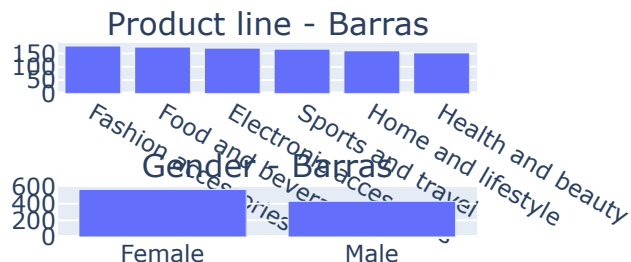 Product line - Barras
150
100
50
0
Fashion accessories
Food and beverages
Electronic accessories
Sports and travel
Home and lifestyle
Health and beauty
Gender - Barras
600
400
200
0
Female
Male